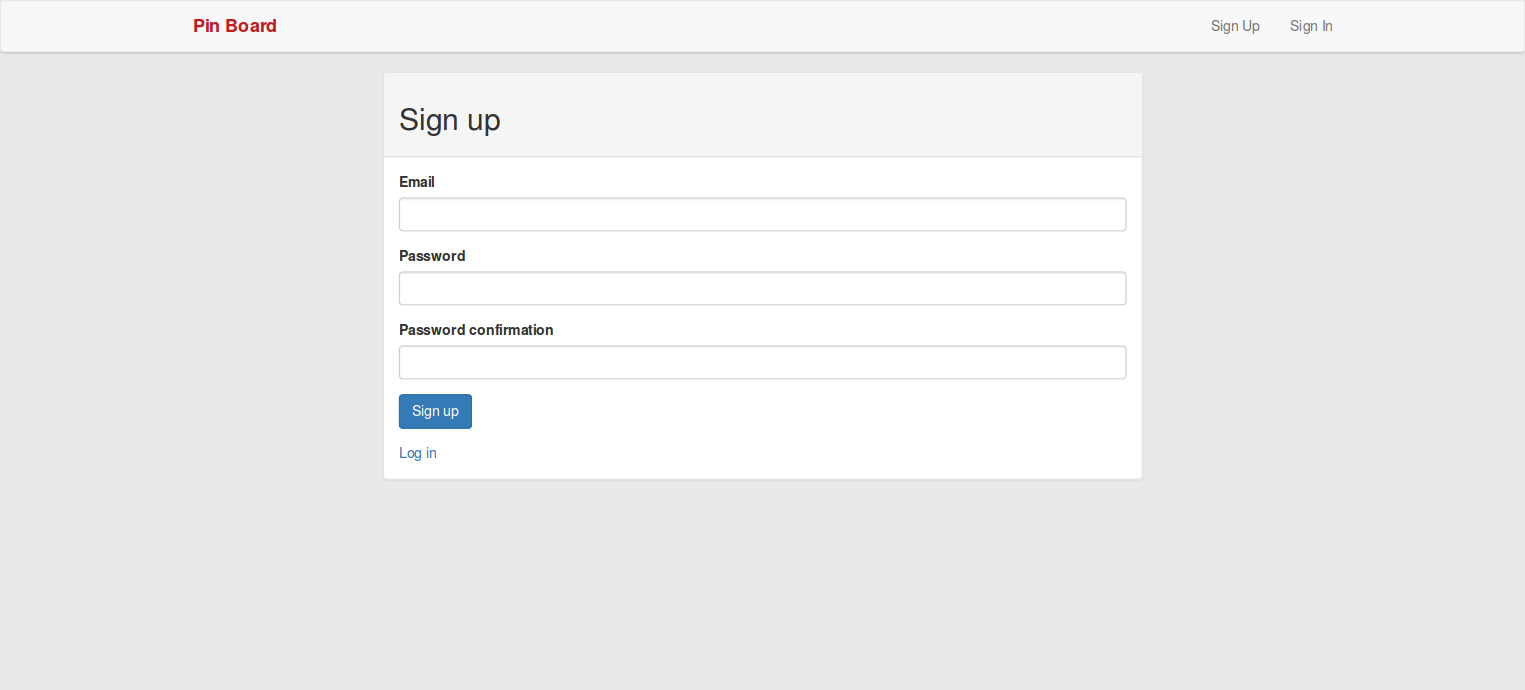 Pin Board
Sign Up
Sign In
Sign up
Email
Password
Password confirmation
Sign up
Log in